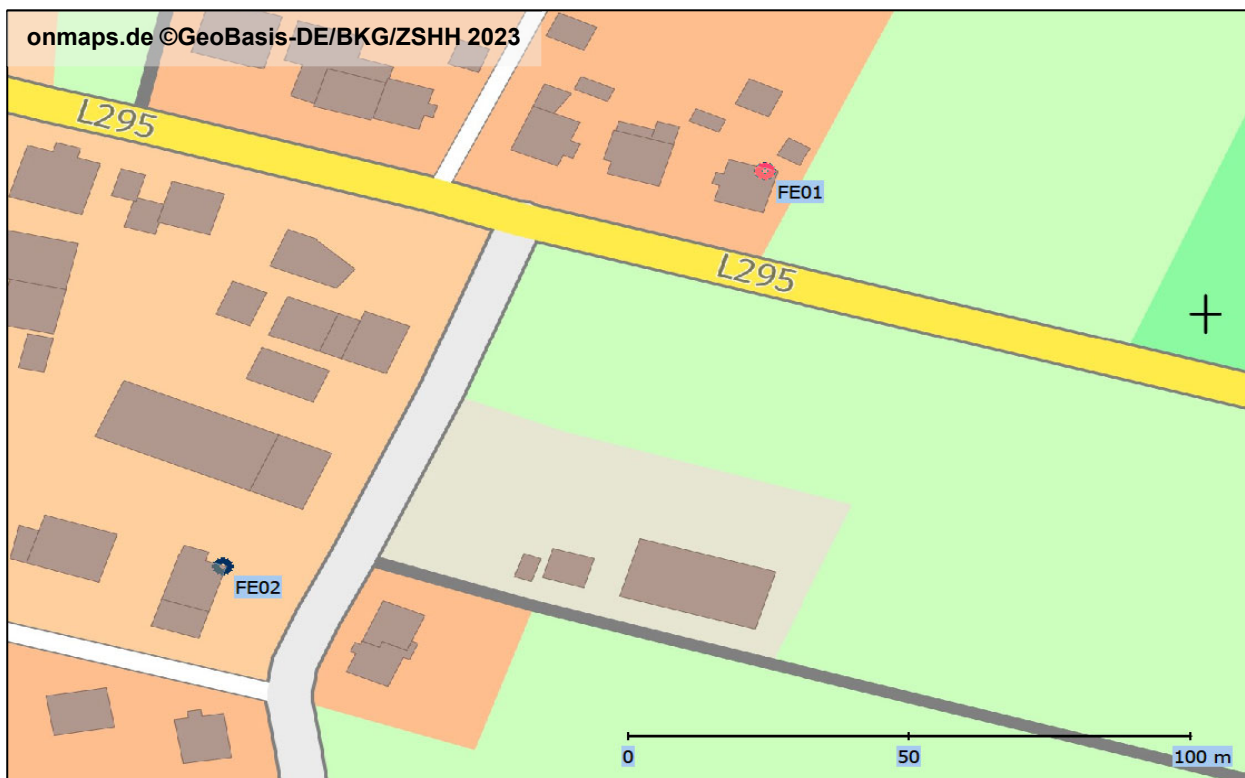 onmaps.de ©GeoBasis-DE/BKG/ZSHH 2023
L295
FE01
L295
FE02
0 50 100 m